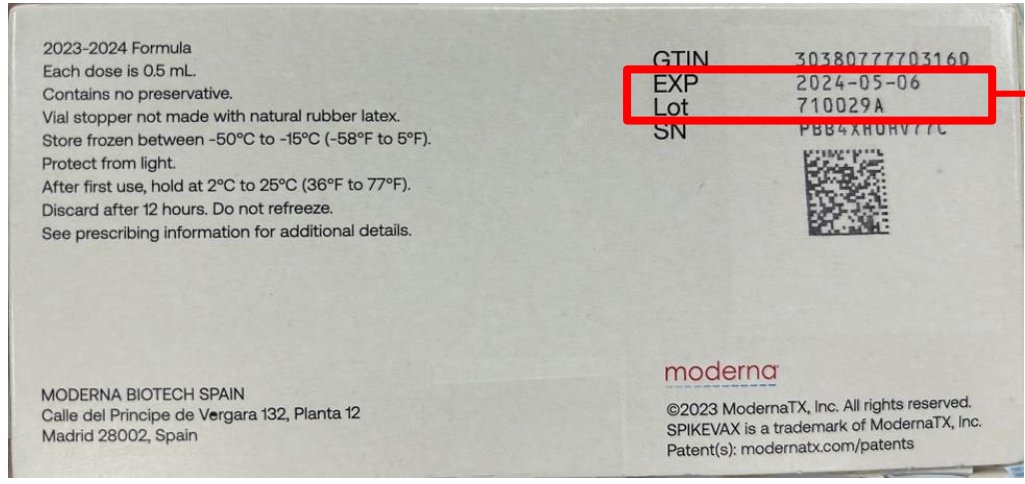 2023-2024 Formula
Each dose is 0.5 mL.
Contains no preservative.
Vial stopper not made with natural rubber latex.
Store frozen between -50°C to -15°C (-58°F to 5°F).
Protect from light.
After first use, hold at 2°C to 25°C (36°F to 77°F).
Discard after 12 hours. Do not refreeze.
See prescribing information for additional details.
GTIN 30380777703160
EXP 2024-05-06
Lot 710029A
SN
MODERNA BIOTECH SPAIN
Calle del Principe de Vergara 132, Planta 12
Madrid 28002, Spain
moderna
©2023 ModernaTX, Inc. All rights reserved.
SPIKEVAX is a trademark of ModernaTX, Inc.
Patent(s): modernatx.com/patents